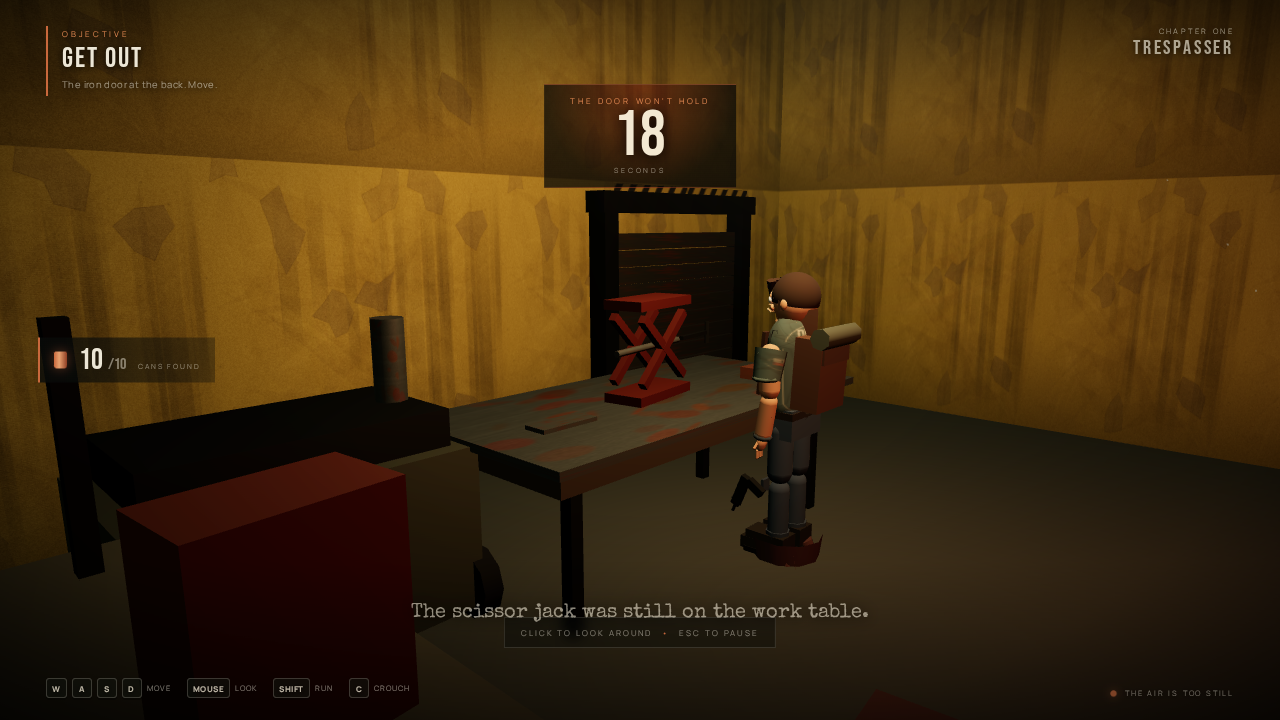 OBJECTIVE
GET OUT
The iron door at the back. Move.
CHAPTER ONE
TRESPASSER
THE DOOR WON'T HOLD
18
SECONDS
10 /10 CANS FOUND
The scissor jack was still on the work table.
CLICK TO LOOK AROUND • ESC TO PAUSE
W A S D MOVE MOUSE LOOK SHIFT RUN C CROUCH
THE AIR IS TOO STILL